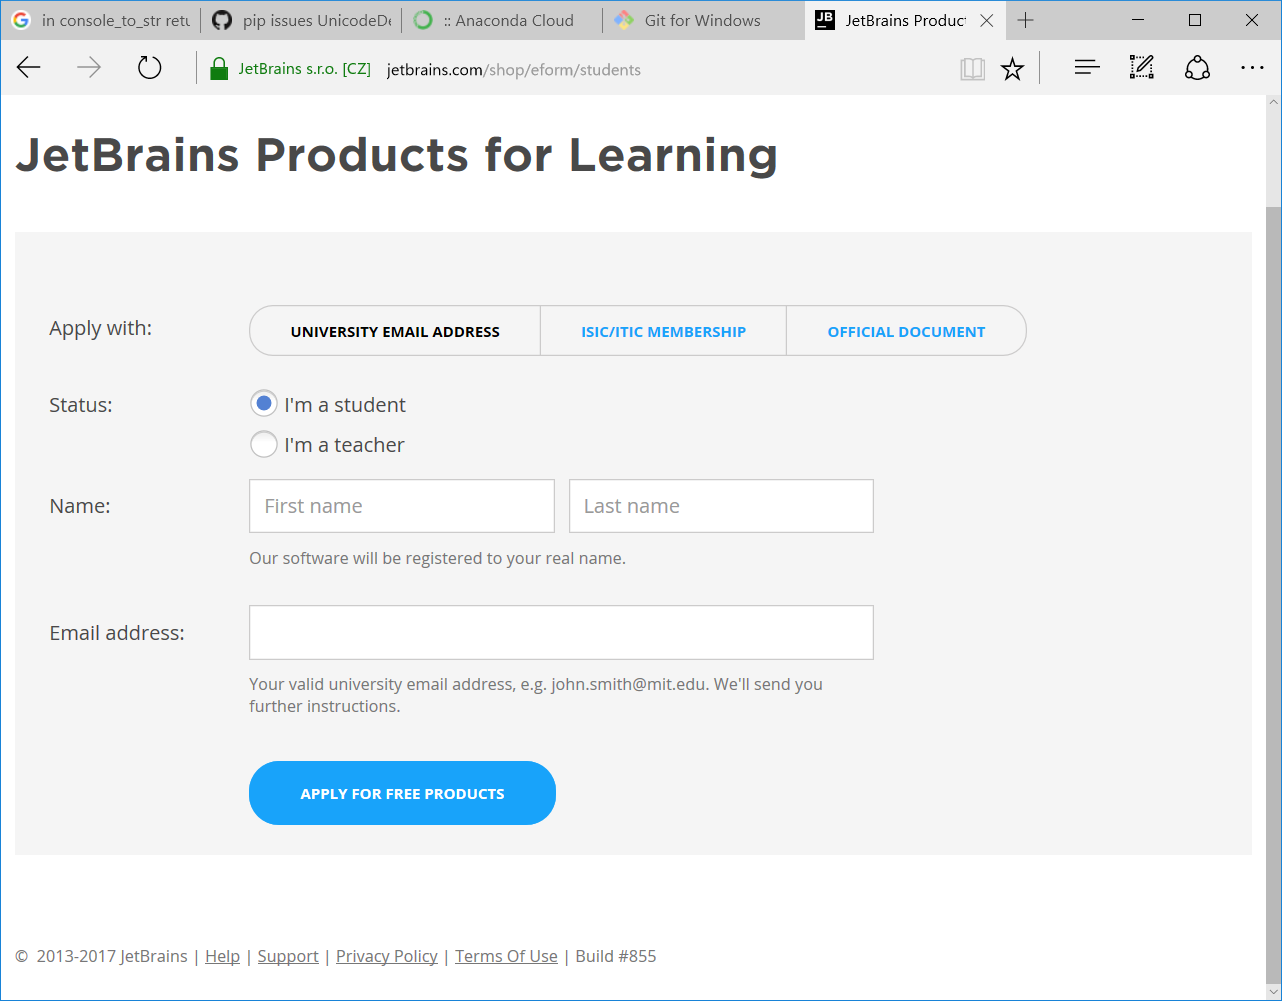 in console_to_str retu
pip issues UnicodeDe
:: Anaconda Cloud
Git for Windows
JB
JetBrains Product
JetBrains s.r.o. [CZ]
jetbrains.com/shop/eform/students
JetBrains Products for Learning
Apply with:
UNIVERSITY EMAIL ADDRESS
ISIC/ITIC MEMBERSHIP
OFFICIAL DOCUMENT
Status:
I'm a student
I'm a teacher
Name:
First name
Last name
Our software will be registered to your real name.
Email address:
Your valid university email address, e.g. john.smith@mit.edu. We'll send you
further instructions.
APPLY FOR FREE PRODUCTS
© 2013-2017 JetBrains | Help | Support | Privacy Policy | Terms Of Use | Build #855